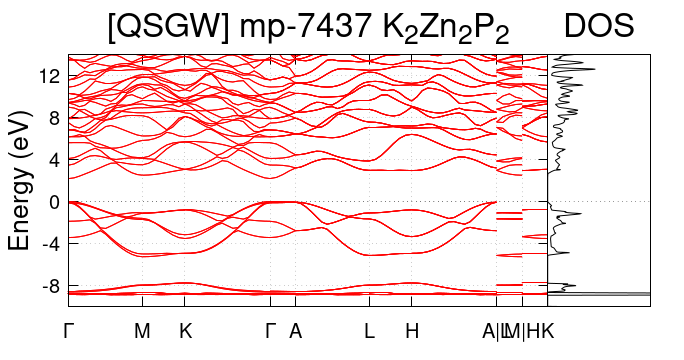 [QSGW] mp-7437 K₂Zn₂P₂ DOS
Energy (eV)
12
8
4
0
-4
-8
Γ M K Γ A L H A|L M|H K